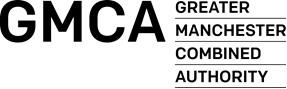 GMCA
GREATER
MANCHESTER
COMBINED
AUTHORITY